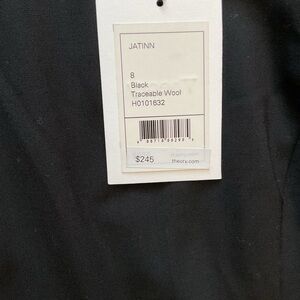 JATINN
8
Black
Traceable Wool
H0101632
$245
theory.com